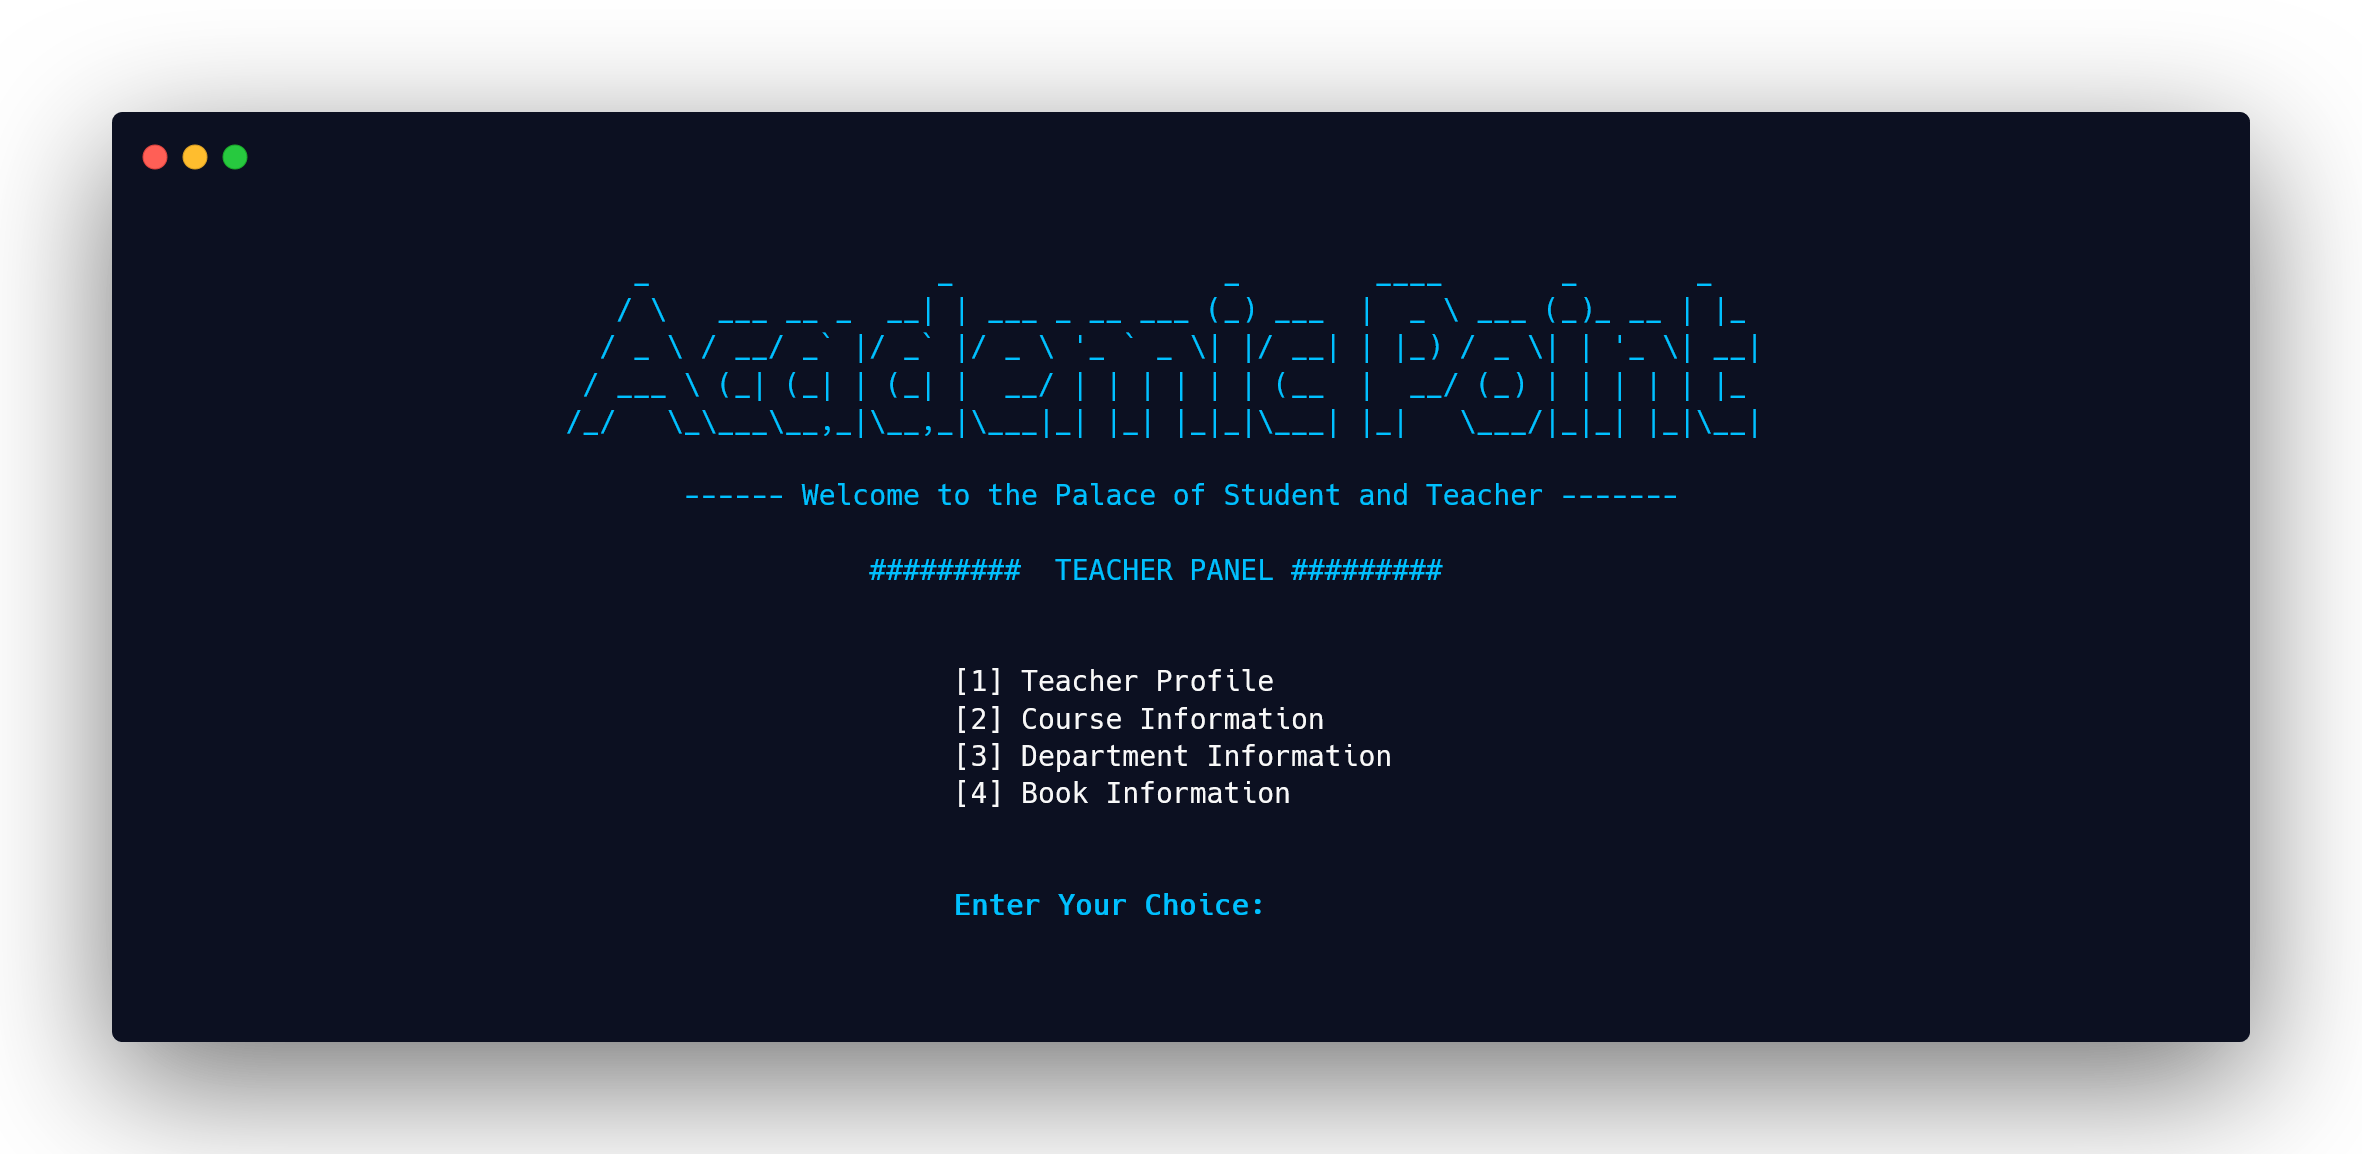 Academic Point
------ Welcome to the Palace of Student and Teacher -------
#########  TEACHER PANEL #########
[1] Teacher Profile
[2] Course Information
[3] Department Information
[4] Book Information
Enter Your Choice: